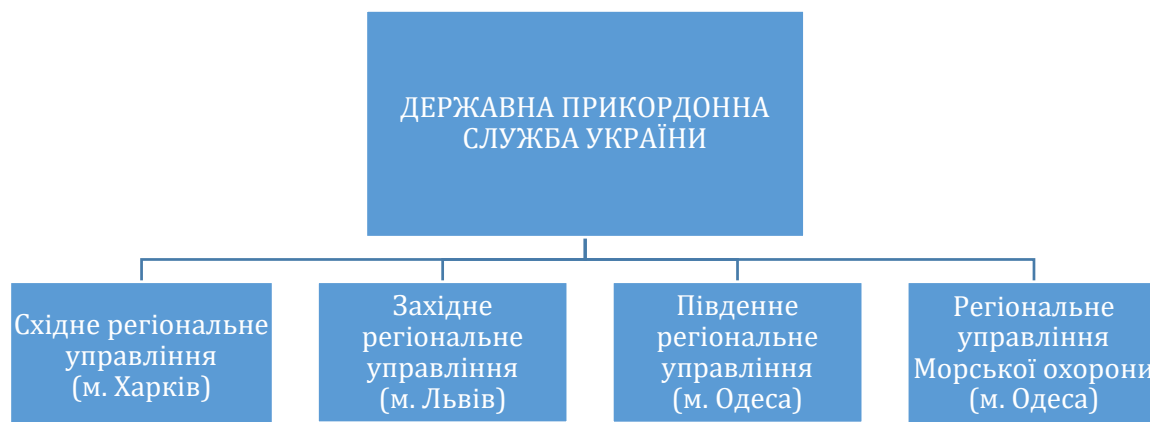 ДЕРЖАВНА ПРИКОРДОННА
СЛУЖБА УКРАЇНИ
Східне регіональне
управління
(м. Харків)
Західне
регіональне
управління
(м. Львів)
Південне
регіональне
управління
(м. Одеса)
Регіональне
управління
Морської охорони
(м. Одеса)